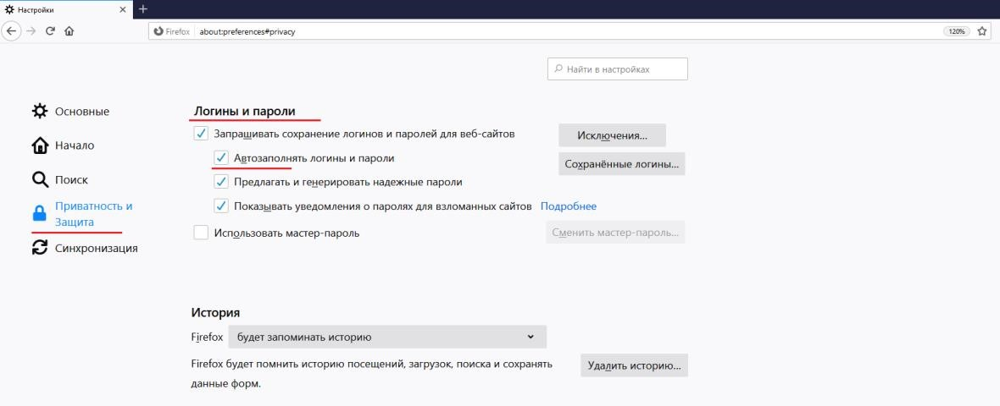 Настройки
Firefox about:preferences#privacy 120%
Найти в настройках
Основные
Начало
Поиск
Приватность и
Защита
Синхронизация
Логины и пароли
Запрашивать сохранение логинов и паролей для веб-сайтов
Исключения...
Автозаполнять логины и пароли
Сохранённые логины...
Предлагать и генерировать надежные пароли
Показывать уведомления о паролях для взломанных сайтов Подробнее
Использовать мастер-пароль
Сменить мастер-пароль...
История
Firefox будет запоминать историю
Firefox будет помнить историю посещений, загрузок, поиска и сохранять
данные форм.
Удалить историю...